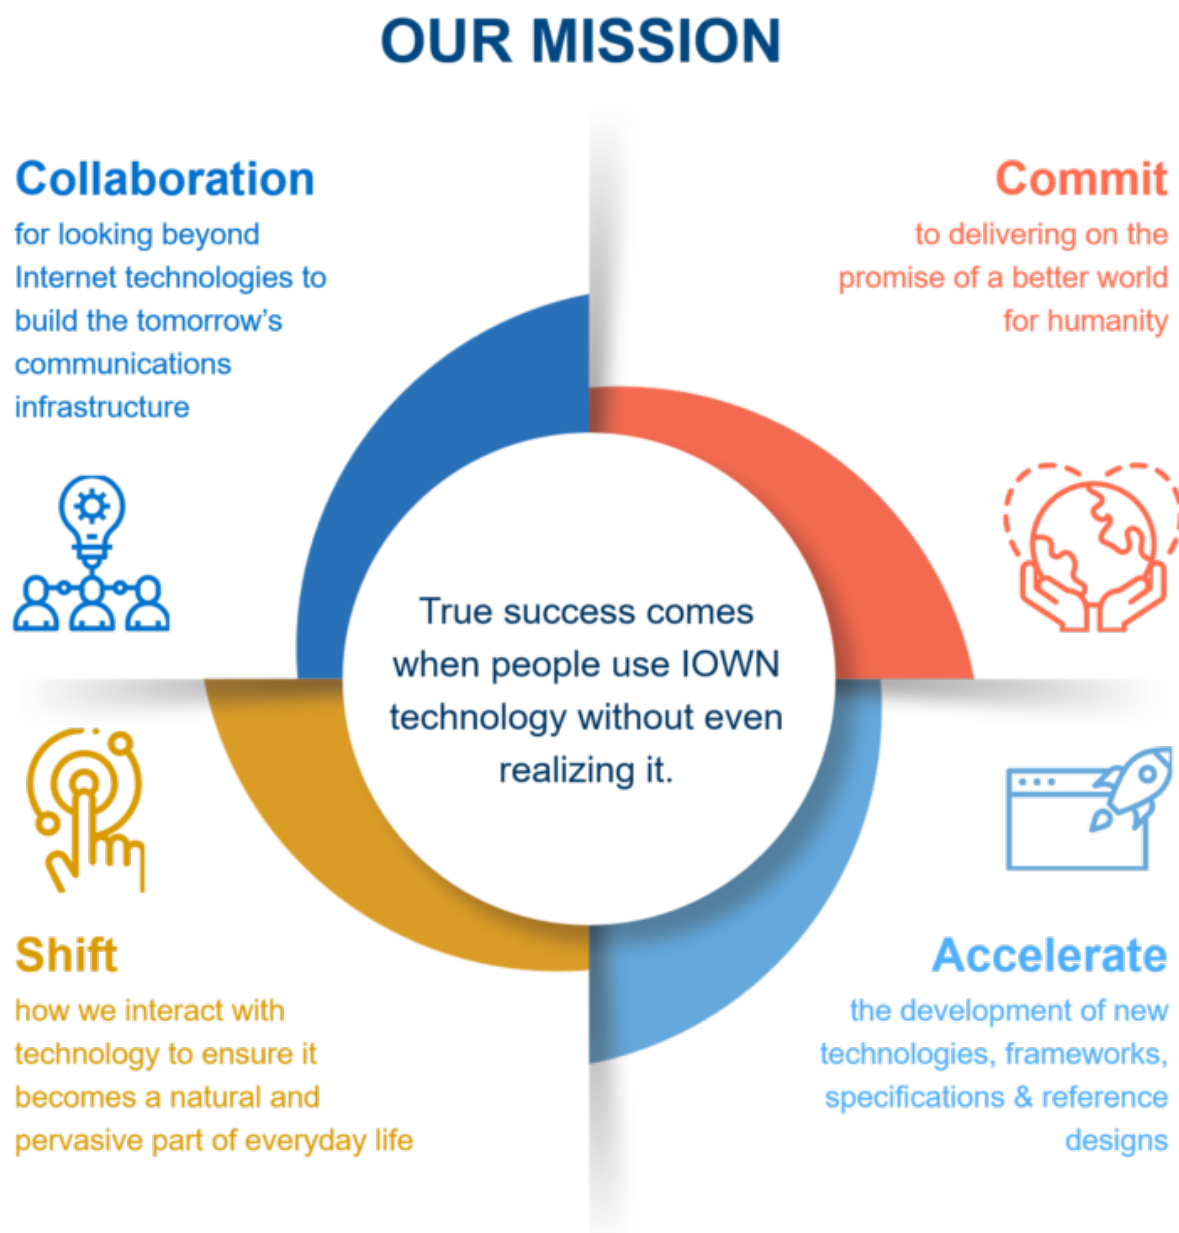 OUR MISSION
Collaboration
for looking beyond
Internet technologies to
build the tomorrow's
communications
infrastructure
Commit
to delivering on the
promise of a better world
for humanity
True success comes
when people use IOWN
technology without even
realizing it.
Shift
how we interact with
technology to ensure it
becomes a natural and
pervasive part of everyday life
Accelerate
the development of new
technologies, frameworks,
specifications & reference
designs